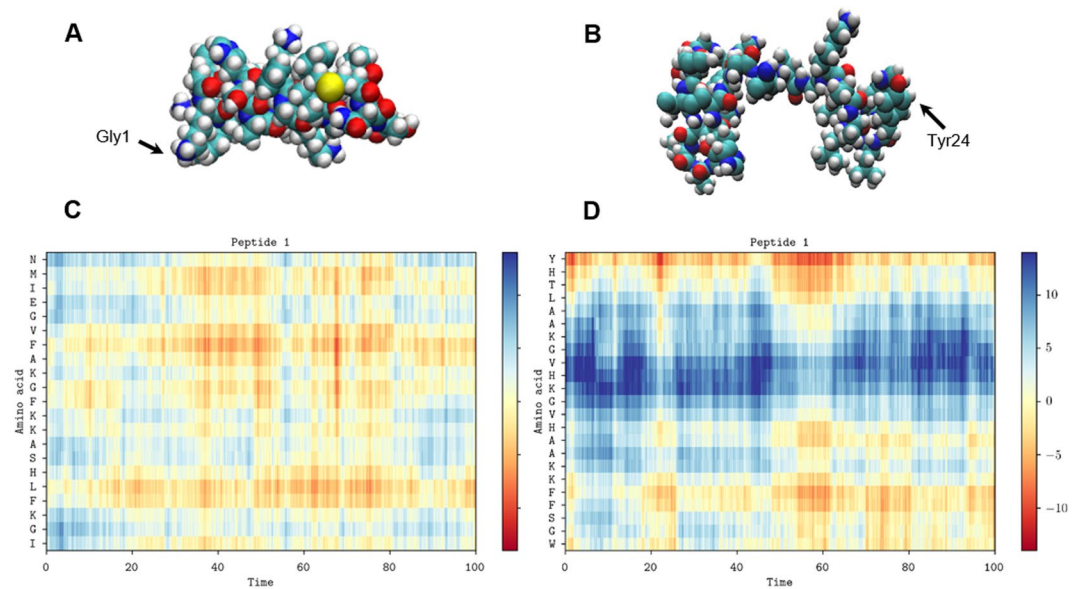 A
B
Gly1
Tyr24
C
D
Peptide 1
N
M
I
E
G
V
F
A
K
G
F
K
K
A
S
H
L
F
K
G
I
Amino acid
0
20
40
60
80
100
Time
Peptide 1
Y
H
T
L
A
A
K
G
V
H
K
G
V
H
A
A
K
K
F
F
S
G
W
Amino acid
0
20
40
60
80
100
Time
10
5
0
−5
−10